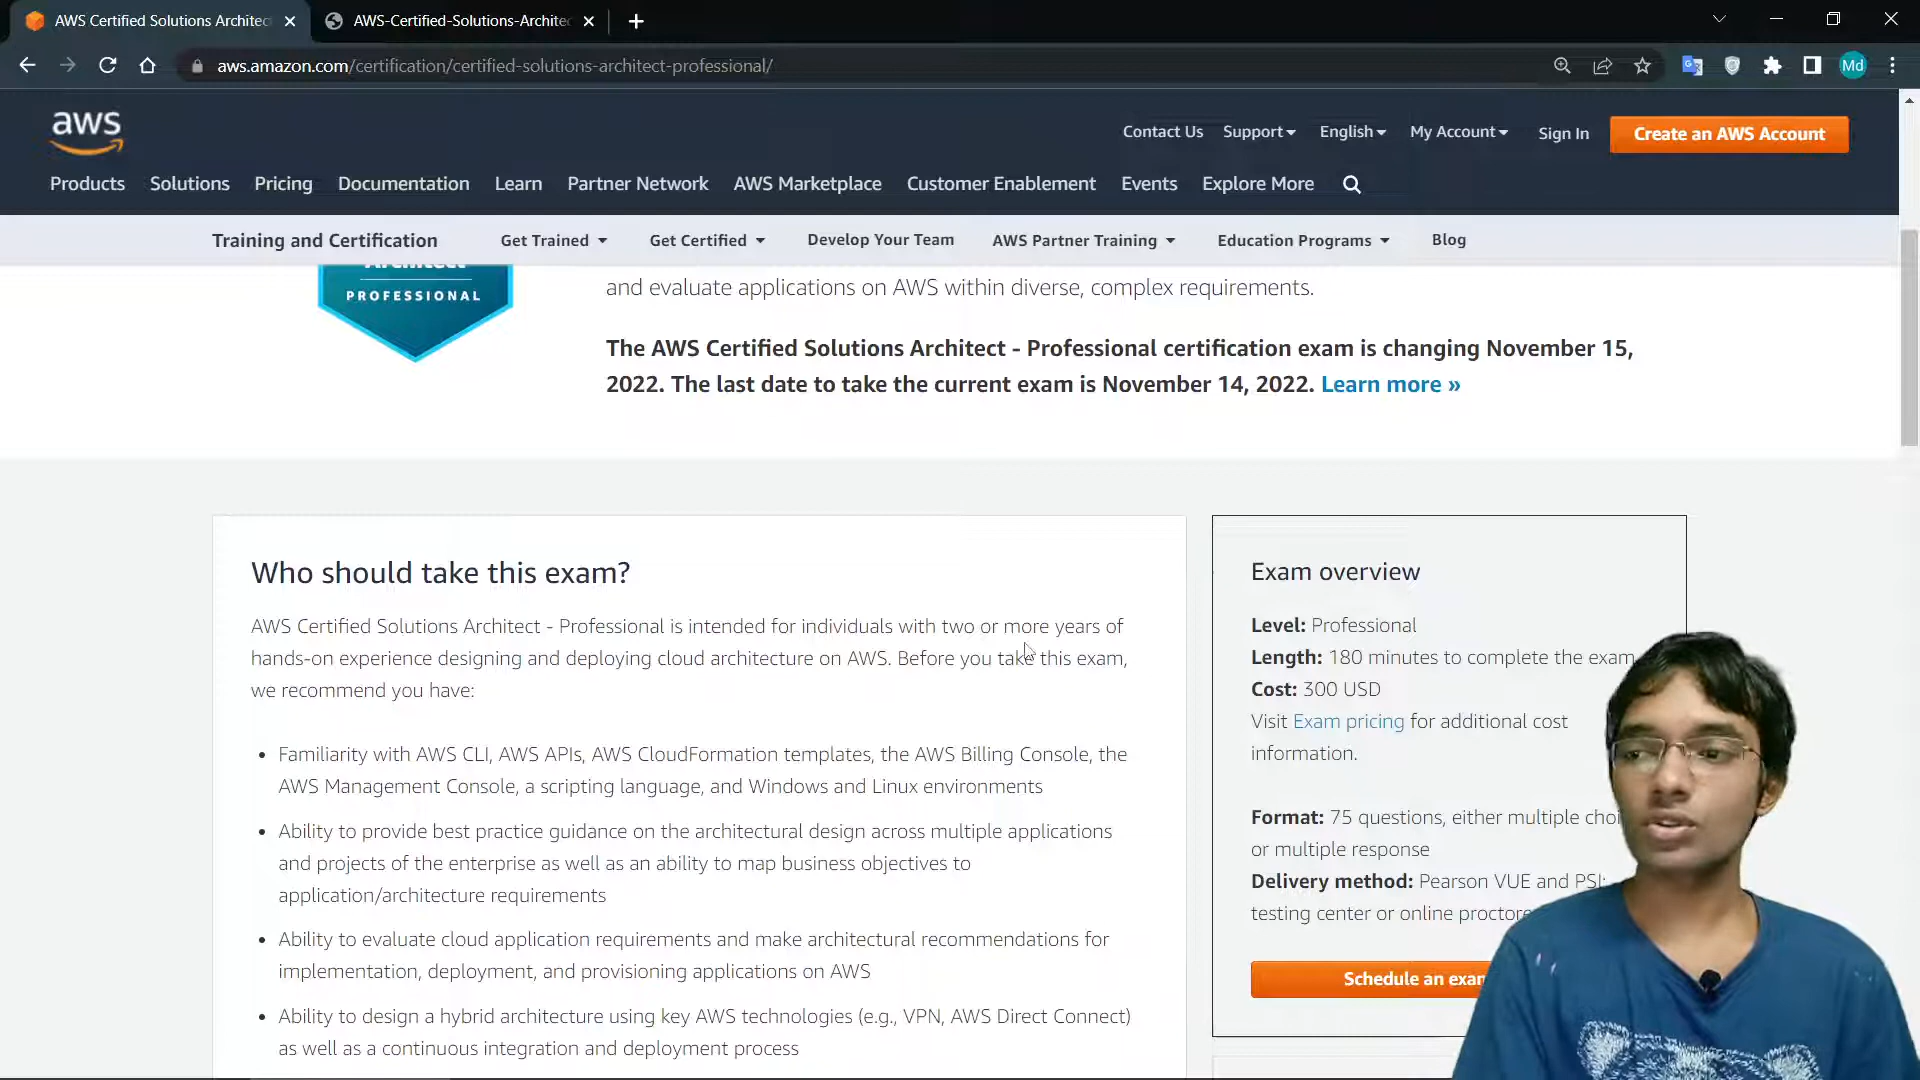 AWS Certified Solutions Architec
AWS-Certified-Solutions-Archite
aws.amazon.com/certification/certified-solutions-architect-professional/
Md
aws
Contact Us Support English My Account Sign In Create an AWS Account
Products Solutions Pricing Documentation Learn Partner Network AWS Marketplace Customer Enablement Events Explore More
Training and Certification Get Trained Get Certified Develop Your Team AWS Partner Training Education Programs Blog
Architect
PROFESSIONAL
and evaluate applications on AWS within diverse, complex requirements.
The AWS Certified Solutions Architect - Professional certification exam is changing November 15,
2022. The last date to take the current exam is November 14, 2022. Learn more »
Who should take this exam?
AWS Certified Solutions Architect - Professional is intended for individuals with two or more years of
hands-on experience designing and deploying cloud architecture on AWS. Before you take this exam,
we recommend you have:
• Familiarity with AWS CLI, AWS APIs, AWS CloudFormation templates, the AWS Billing Console, the
AWS Management Console, a scripting language, and Windows and Linux environments
• Ability to provide best practice guidance on the architectural design across multiple applications
and projects of the enterprise as well as an ability to map business objectives to
application/architecture requirements
• Ability to evaluate cloud application requirements and make architectural recommendations for
implementation, deployment, and provisioning applications on AWS
• Ability to design a hybrid architecture using key AWS technologies (e.g., VPN, AWS Direct Connect)
as well as a continuous integration and deployment process
Exam overview
Level: Professional
Length: 180 minutes to complete the exam
Cost: 300 USD
Visit Exam pricing for additional cost
information.
Format: 75 questions, either multiple choi
or multiple response
Delivery method: Pearson VUE and PSI;
testing center or online proctore
Schedule an exam